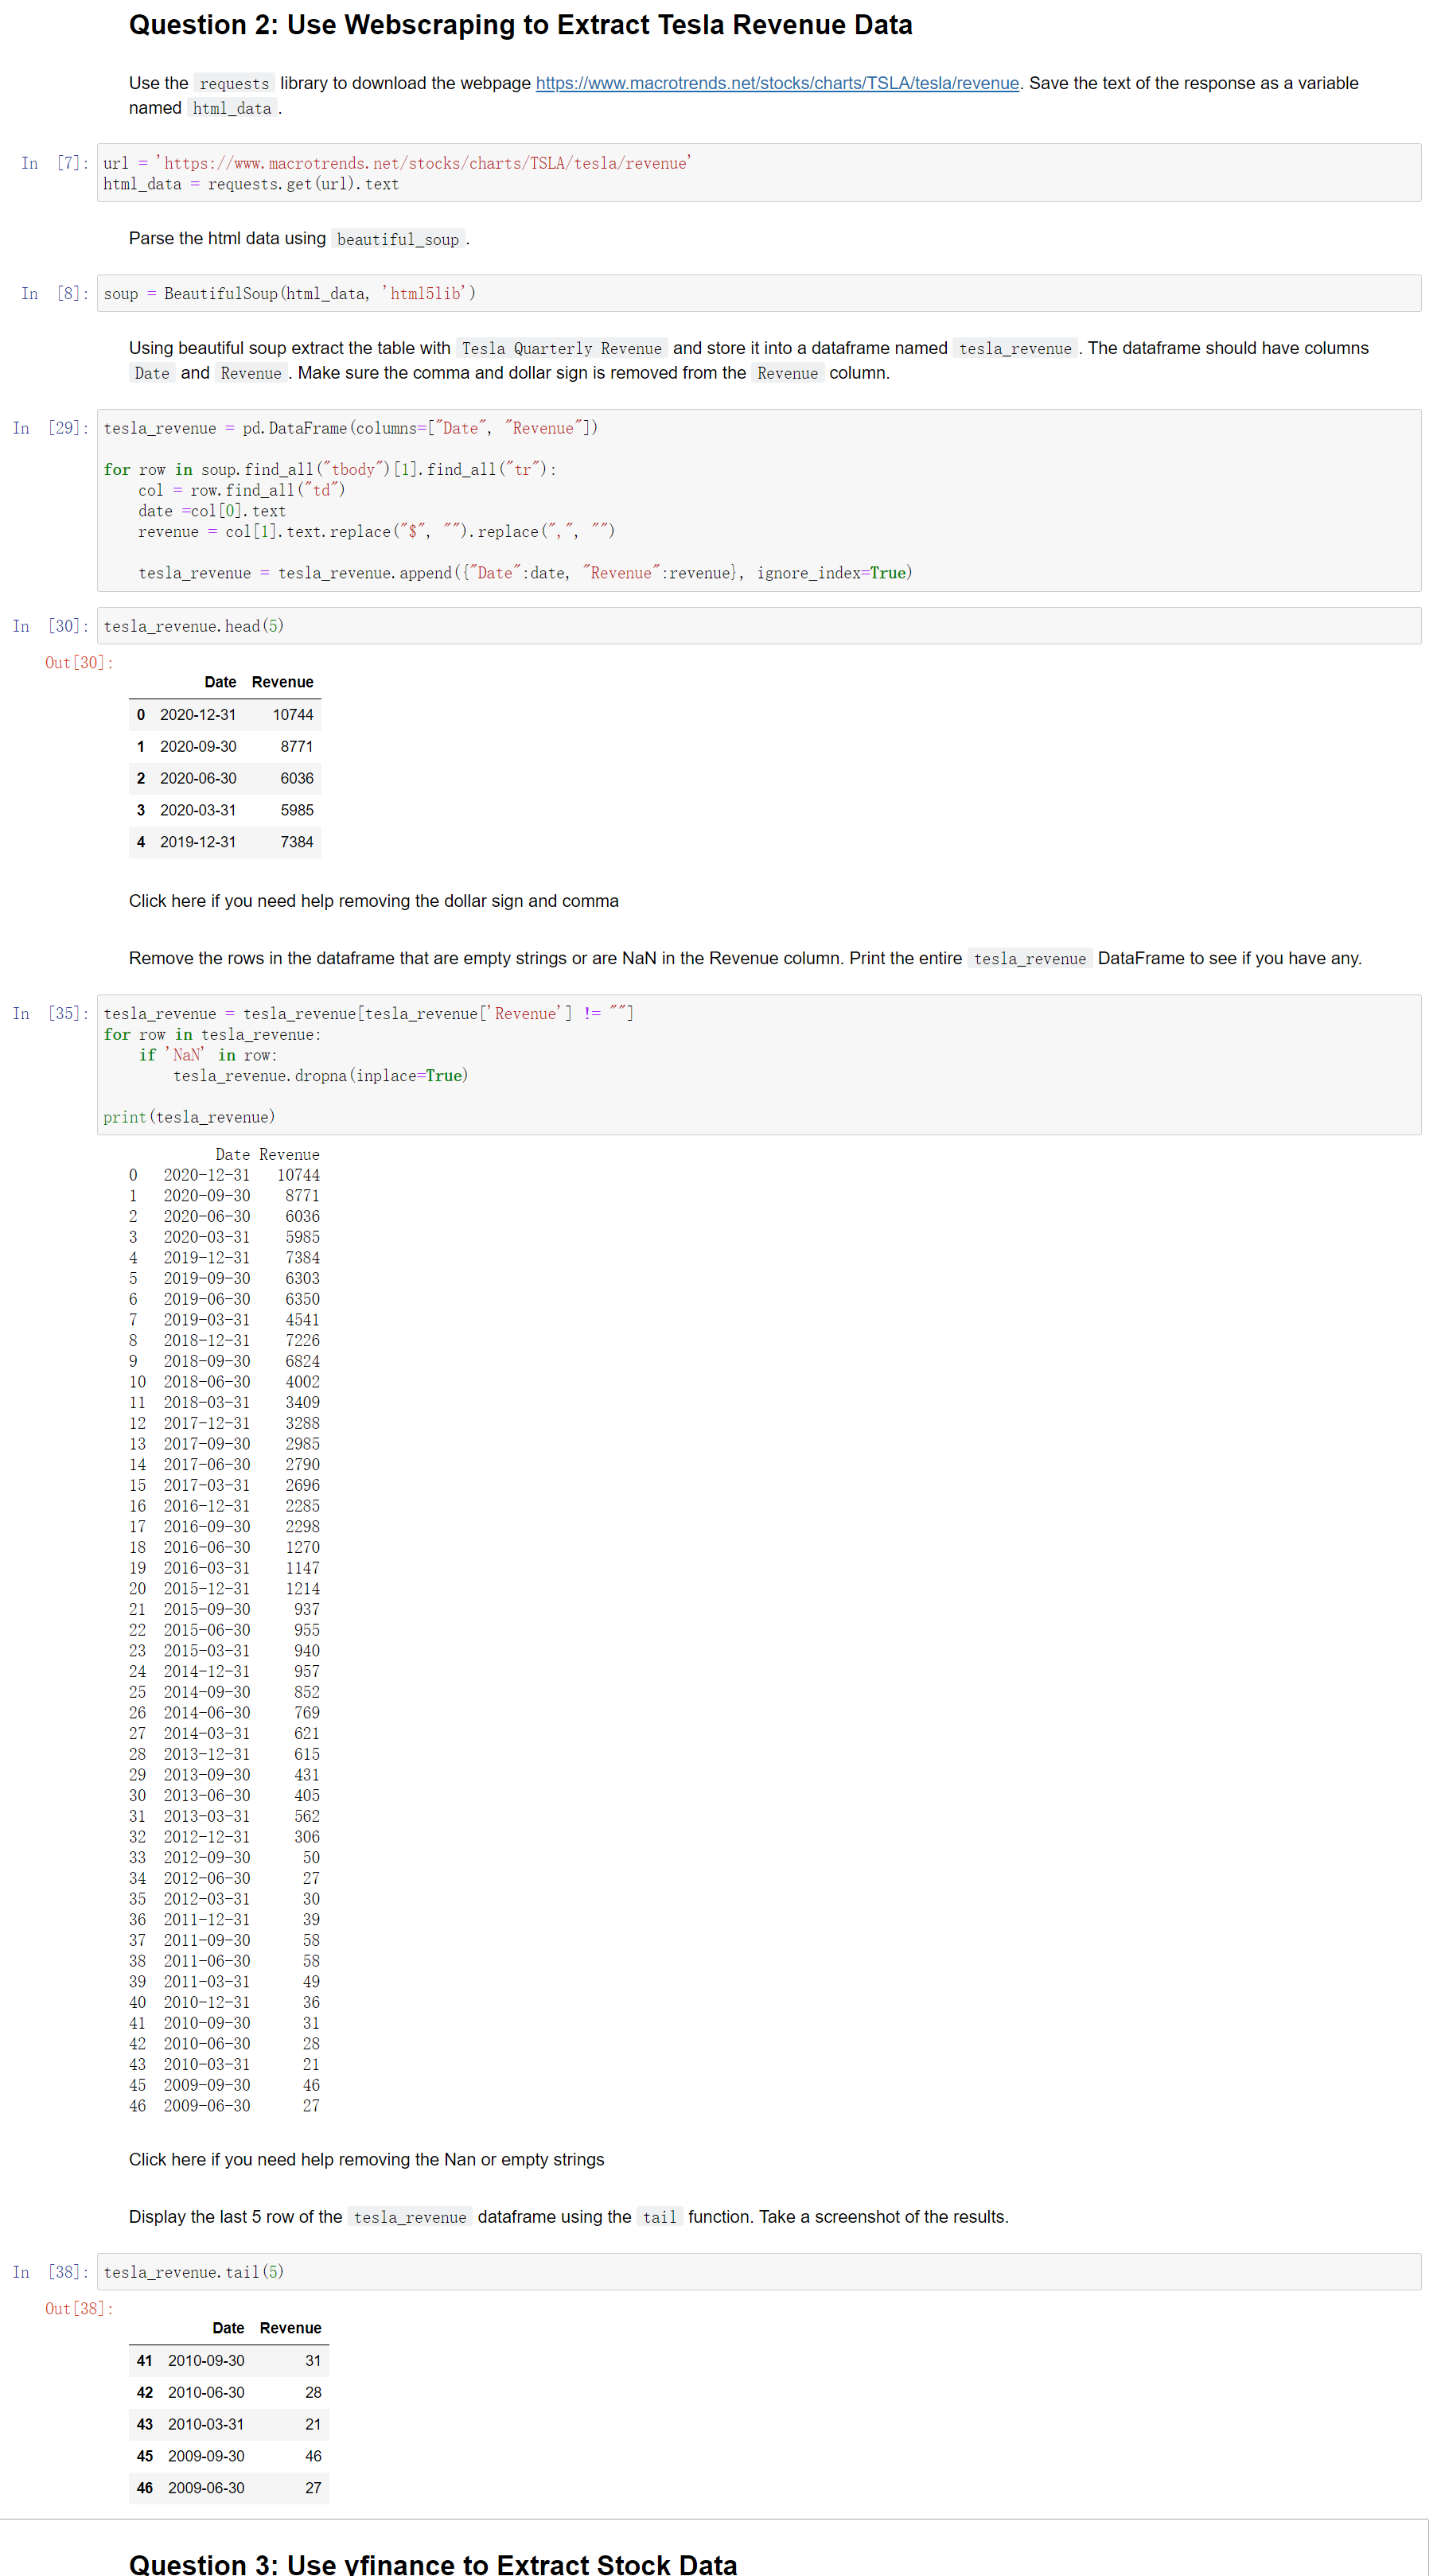 Question 2: Use Webscraping to Extract Tesla Revenue Data
Use the requests library to download the webpage https://www.macrotrends.net/stocks/charts/TSLA/tesla/revenue. Save the text of the response as a variable
named html_data .
In [7]: url = 'https://www.macrotrends.net/stocks/charts/TSLA/tesla/revenue'
html_data = requests.get(url).text
Parse the html data using beautiful_soup .
In [8]: soup = BeautifulSoup(html_data, 'html5lib')
Using beautiful soup extract the table with Tesla Quarterly Revenue and store it into a dataframe named tesla_revenue . The dataframe should have columns
Date and Revenue . Make sure the comma and dollar sign is removed from the Revenue column.
In [29]: tesla_revenue = pd.DataFrame(columns=["Date", "Revenue"])
for row in soup.find_all("tbody")[1].find_all("tr"):
    col = row.find_all("td")
    date =col[0].text
    revenue = col[1].text.replace("$", "").replace(",", "")
    tesla_revenue = tesla_revenue.append({"Date":date, "Revenue":revenue}, ignore_index=True)
In [30]: tesla_revenue.head(5)
Out[30]:
Date Revenue
0 2020-12-31 10744
1 2020-09-30 8771
2 2020-06-30 6036
3 2020-03-31 5985
4 2019-12-31 7384
Click here if you need help removing the dollar sign and comma
Remove the rows in the dataframe that are empty strings or are NaN in the Revenue column. Print the entire tesla_revenue DataFrame to see if you have any.
In [35]: tesla_revenue = tesla_revenue[tesla_revenue['Revenue'] != ""]
for row in tesla_revenue:
    if 'NaN' in row:
        tesla_revenue.dropna(inplace=True)
print(tesla_revenue)
Date Revenue
0 2020-12-31 10744
1 2020-09-30 8771
2 2020-06-30 6036
3 2020-03-31 5985
4 2019-12-31 7384
5 2019-09-30 6303
6 2019-06-30 6350
7 2019-03-31 4541
8 2018-12-31 7226
9 2018-09-30 6824
10 2018-06-30 4002
11 2018-03-31 3409
12 2017-12-31 3288
13 2017-09-30 2985
14 2017-06-30 2790
15 2017-03-31 2696
16 2016-12-31 2285
17 2016-09-30 2298
18 2016-06-30 1270
19 2016-03-31 1147
20 2015-12-31 1214
21 2015-09-30 937
22 2015-06-30 955
23 2015-03-31 940
24 2014-12-31 957
25 2014-09-30 852
26 2014-06-30 769
27 2014-03-31 621
28 2013-12-31 615
29 2013-09-30 431
30 2013-06-30 405
31 2013-03-31 562
32 2012-12-31 306
33 2012-09-30 50
34 2012-06-30 27
35 2012-03-31 30
36 2011-12-31 39
37 2011-09-30 58
38 2011-06-30 58
39 2011-03-31 49
40 2010-12-31 36
41 2010-09-30 31
42 2010-06-30 28
43 2010-03-31 21
45 2009-09-30 46
46 2009-06-30 27
Click here if you need help removing the Nan or empty strings
Display the last 5 row of the tesla_revenue dataframe using the tail function. Take a screenshot of the results.
In [38]: tesla_revenue.tail(5)
Out[38]:
Date Revenue
41 2010-09-30 31
42 2010-06-30 28
43 2010-03-31 21
45 2009-09-30 46
46 2009-06-30 27
Question 3: Use yfinance to Extract Stock Data